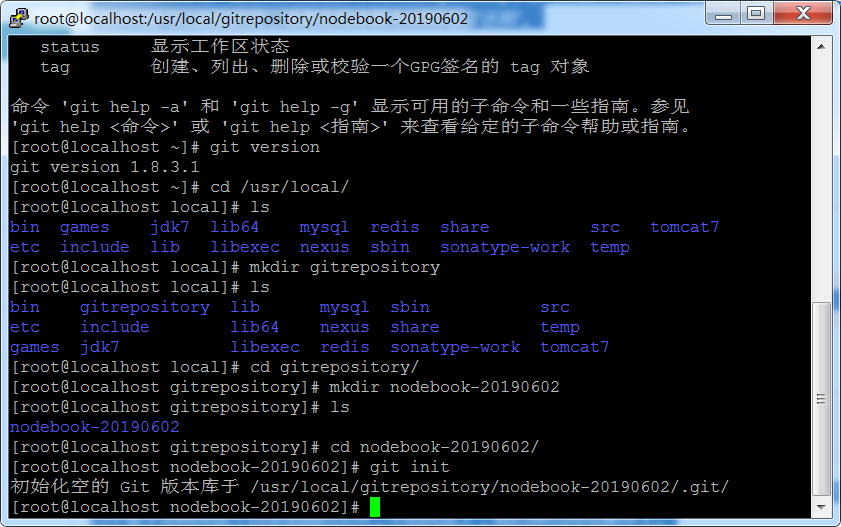 root@localhost:/usr/local/gitrepository/nodebook-20190602
status 显示工作区状态
tag 创建、列出、删除或校验一个GPG签名的 tag 对象
命令 'git help -a' 和 'git help -g' 显示可用的子命令和一些指南。参见
'git help <命令>' 或 'git help <指南>' 来查看给定的子命令帮助或指南。
[root@localhost ~]# git version
git version 1.8.3.1
[root@localhost ~]# cd /usr/local/
[root@localhost local]# ls
bin games jdk7 lib64 mysql redis share src tomcat7
etc include lib libexec nexus sbin sonatype-work temp
[root@localhost local]# mkdir gitrepository
[root@localhost local]# ls
bin gitrepository lib mysql sbin src
etc include lib64 nexus share temp
games jdk7 libexec redis sonatype-work tomcat7
[root@localhost local]# cd gitrepository/
[root@localhost gitrepository]# mkdir nodebook-20190602
[root@localhost gitrepository]# ls
nodebook-20190602
[root@localhost gitrepository]# cd nodebook-20190602/
[root@localhost nodebook-20190602]# git init
初始化空的 Git 版本库于 /usr/local/gitrepository/nodebook-20190602/.git/
[root@localhost nodebook-20190602]#